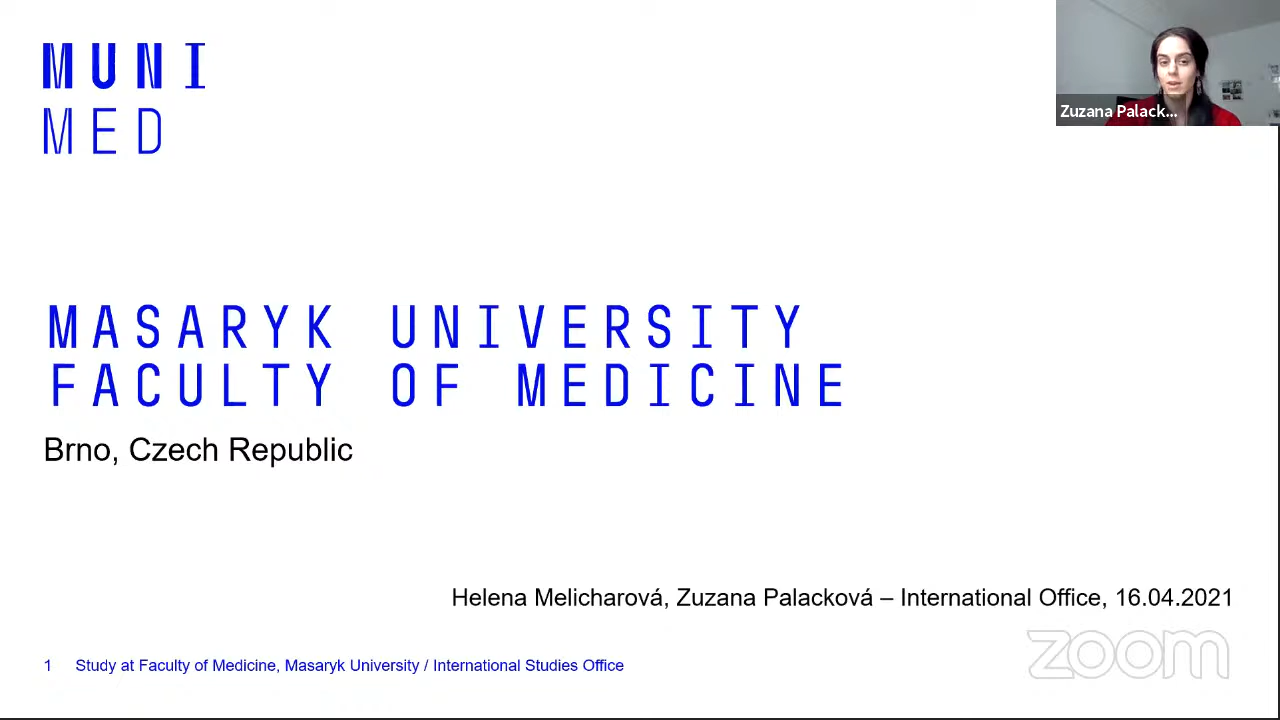 MUNI
MED
Zuzana Palack...
MASARYK UNIVERSITY
FACULTY OF MEDICINE
Brno, Czech Republic
Helena Melicharová, Zuzana Palacková – International Office, 16.04.2021
zoom
1 Study at Faculty of Medicine, Masaryk University / International Studies Office